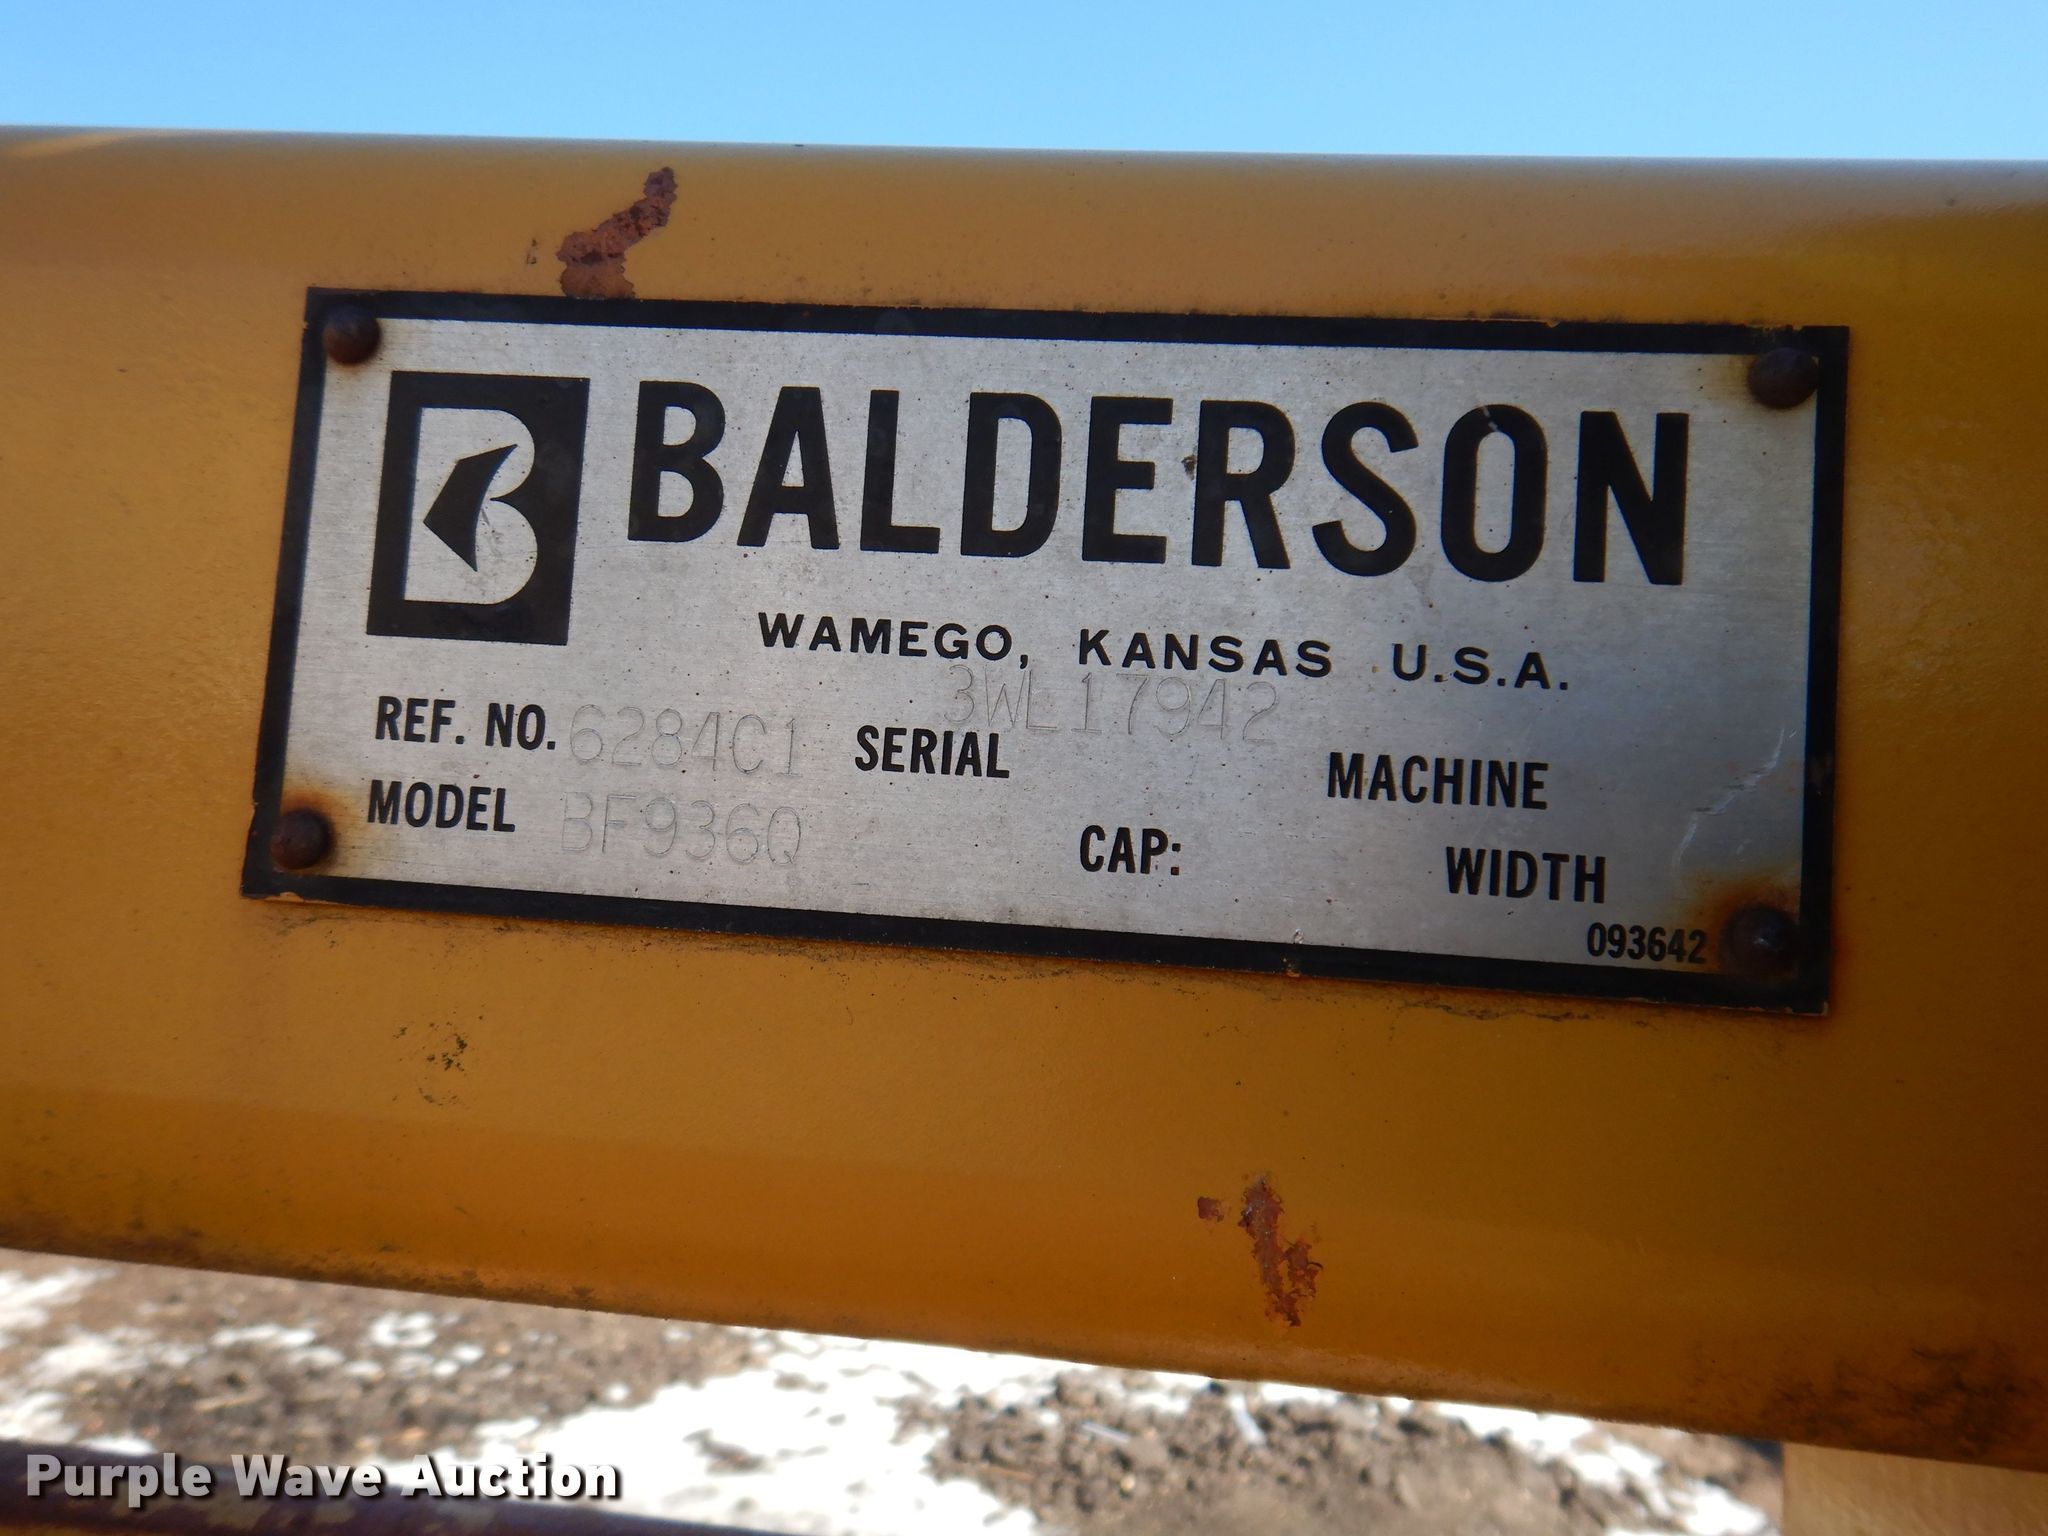 B BALDERSON
WAMEGO, KANSAS U.S.A.
REF. NO. 6284C1 SERIAL 3WL17942 MACHINE
MODEL BF936Q CAP: WIDTH
093642
Purple Wave Auction